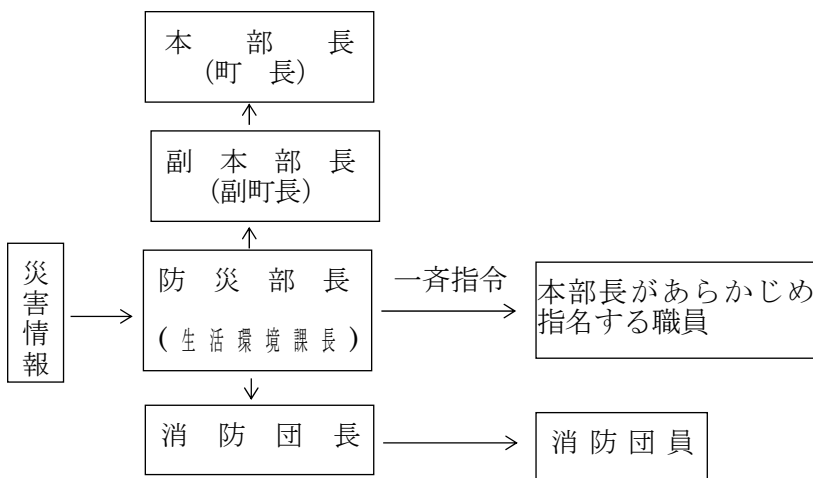 本部長
(町 長)
副本部長
(副町長)
災害情報
防災部長
(生活環境課長)
一斉指令
本部長があらかじめ
指名する職員
消防団長
消防団員